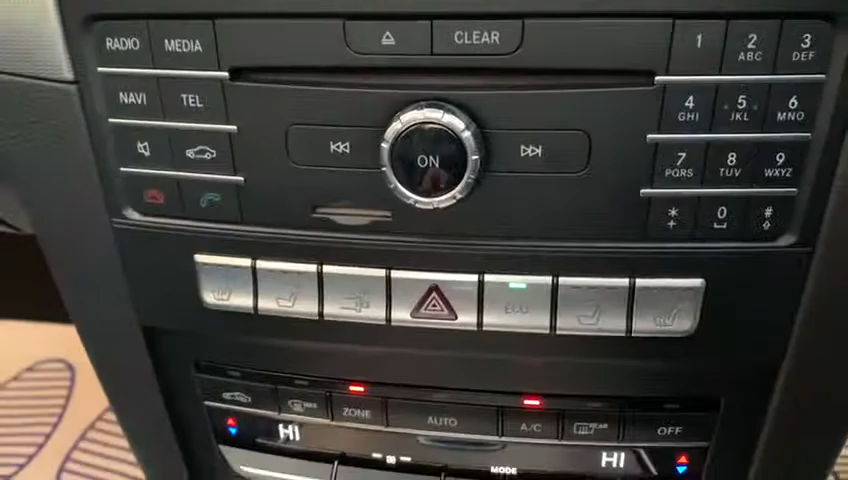 RADIO MEDIA CLEAR 1 2 ABC 3 DEF
NAVI TEL 4 GHI 5 JKL 6 MNO
ON 7 PQRS 8 TUV 9 WXYZ
* + 0 #
ECO
ZONE AUTO A/C REAR OFF
HI HI
MODE